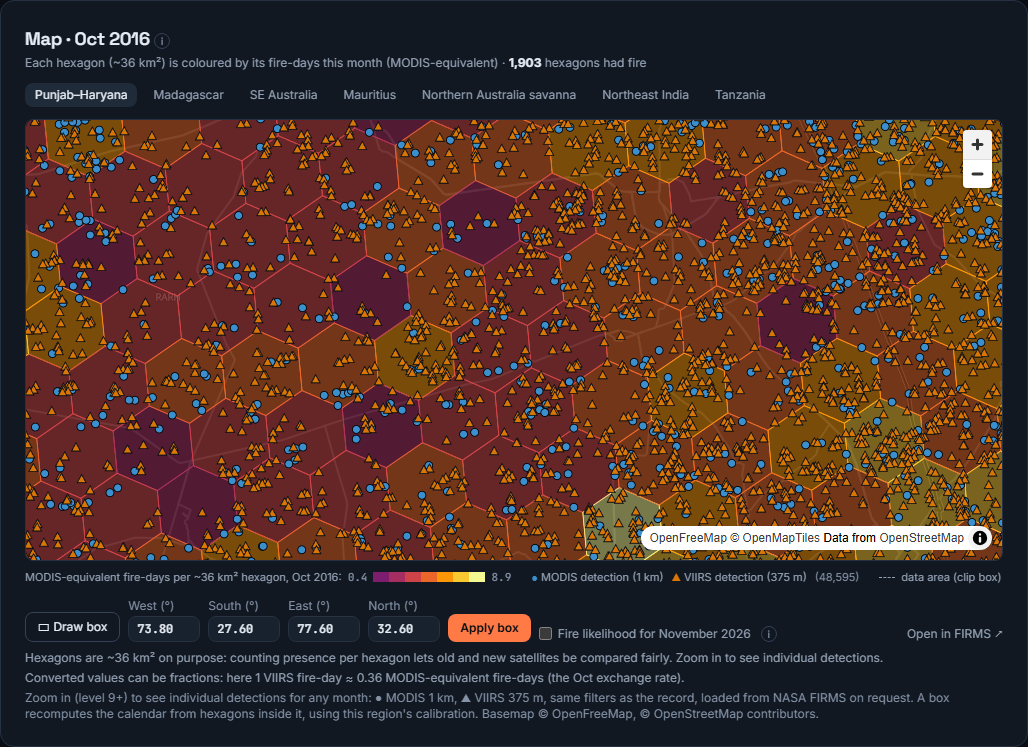 Map · Oct 2016 i
Each hexagon (~36 km²) is coloured by its fire-days this month (MODIS-equivalent) · 1,903 hexagons had fire
Punjab–Haryana Madagascar SE Australia Mauritius Northern Australia savanna Northeast India Tanzania
+
−
OpenFreeMap © OpenMapTiles Data from OpenStreetMap i
MODIS-equivalent fire-days per ~36 km² hexagon, Oct 2016: 0.4 8.9 ● MODIS detection (1 km) ▲ VIIRS detection (375 m) (48,595) ---- data area (clip box)
West (°) South (°) East (°) North (°)
Draw box 73.80 27.60 77.60 32.60 Apply box Fire likelihood for November 2026 i Open in FIRMS ↗
Hexagons are ~36 km² on purpose: counting presence per hexagon lets old and new satellites be compared fairly. Zoom in to see individual detections.
Converted values can be fractions: here 1 VIIRS fire-day ≈ 0.36 MODIS-equivalent fire-days (the Oct exchange rate).
Zoom in (level 9+) to see individual detections for any month: ● MODIS 1 km, ▲ VIIRS 375 m, same filters as the record, loaded from NASA FIRMS on request. A box
recomputes the calendar from hexagons inside it, using this region's calibration. Basemap © OpenFreeMap, © OpenStreetMap contributors.